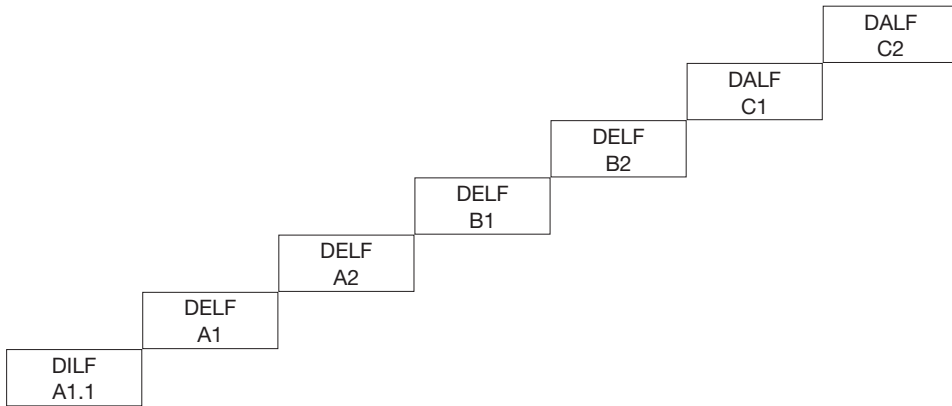 DALF
C2
DALF
C1
DELF
B2
DELF
B1
DELF
A2
DELF
A1
DILF
A1.1